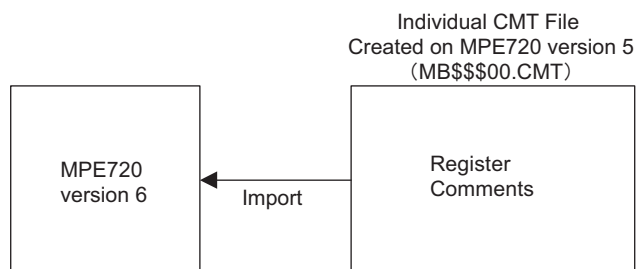 Individual CMT File
Created on MPE720 version 5
（MB$$$00.CMT）
MPE720
version 6
Import
Register
Comments